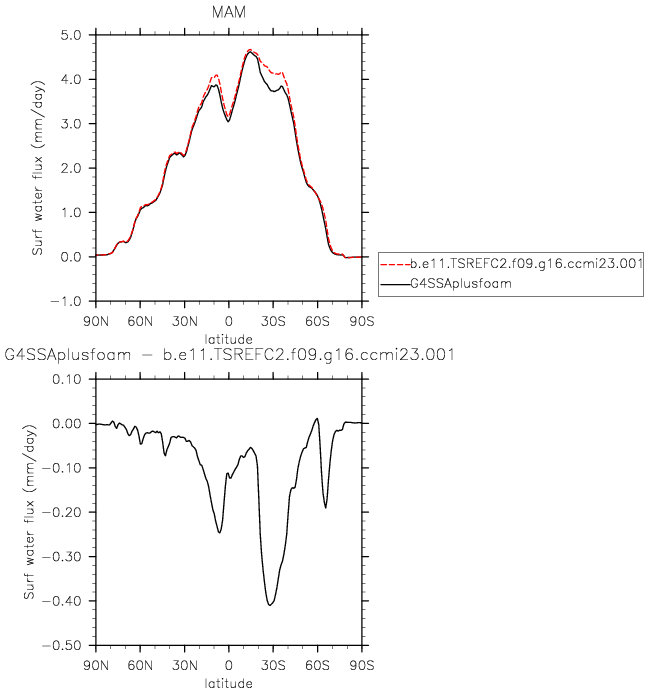 MAM
5.0
4.0
3.0
2.0
1.0
0.0
−1.0
Surf water flux (mm/day)
90N 60N 30N 0 30S 60S 90S
latitude
b.e11.TSREFC2.f09.g16.ccmi23.001
G4SSAplusfoam
G4SSAplusfoam − b.e11.TSREFC2.f09.g16.ccmi23.001
0.10
0.00
−0.10
−0.20
−0.30
−0.40
−0.50
Surf water flux (mm/day)
90N 60N 30N 0 30S 60S 90S
latitude